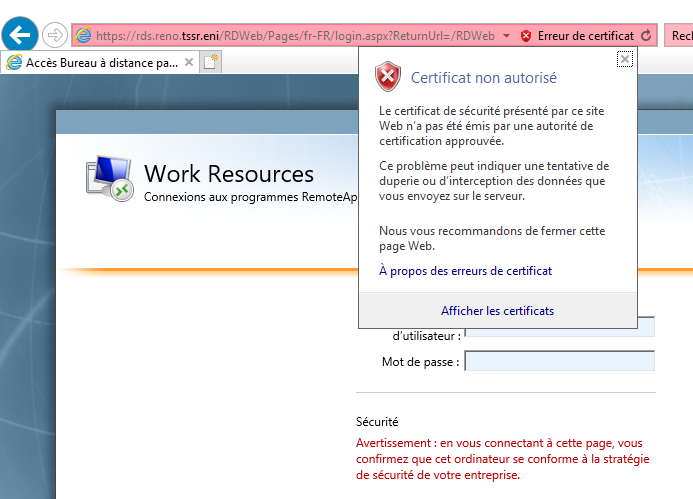 https://rds.reno.tssr.eni/RDWeb/Pages/fr-FR/login.aspx?ReturnUrl=/RDWeb
Erreur de certificat
Accès Bureau à distance pa...
Certificat non autorisé
Le certificat de sécurité présenté par ce site
Web n'a pas été émis par une autorité de
certification approuvée.
Ce problème peut indiquer une tentative de
duperie ou d'interception des données que
vous envoyez sur le serveur.
Nous vous recommandons de fermer cette
page Web.
À propos des erreurs de certificat
Afficher les certificats
Work Resources
Connexions aux programmes RemoteAp
d'utilisateur :
Mot de passe :
Sécurité
Avertissement : en vous connectant à cette page, vous
confirmez que cet ordinateur se conforme à la stratégie
de sécurité de votre entreprise.